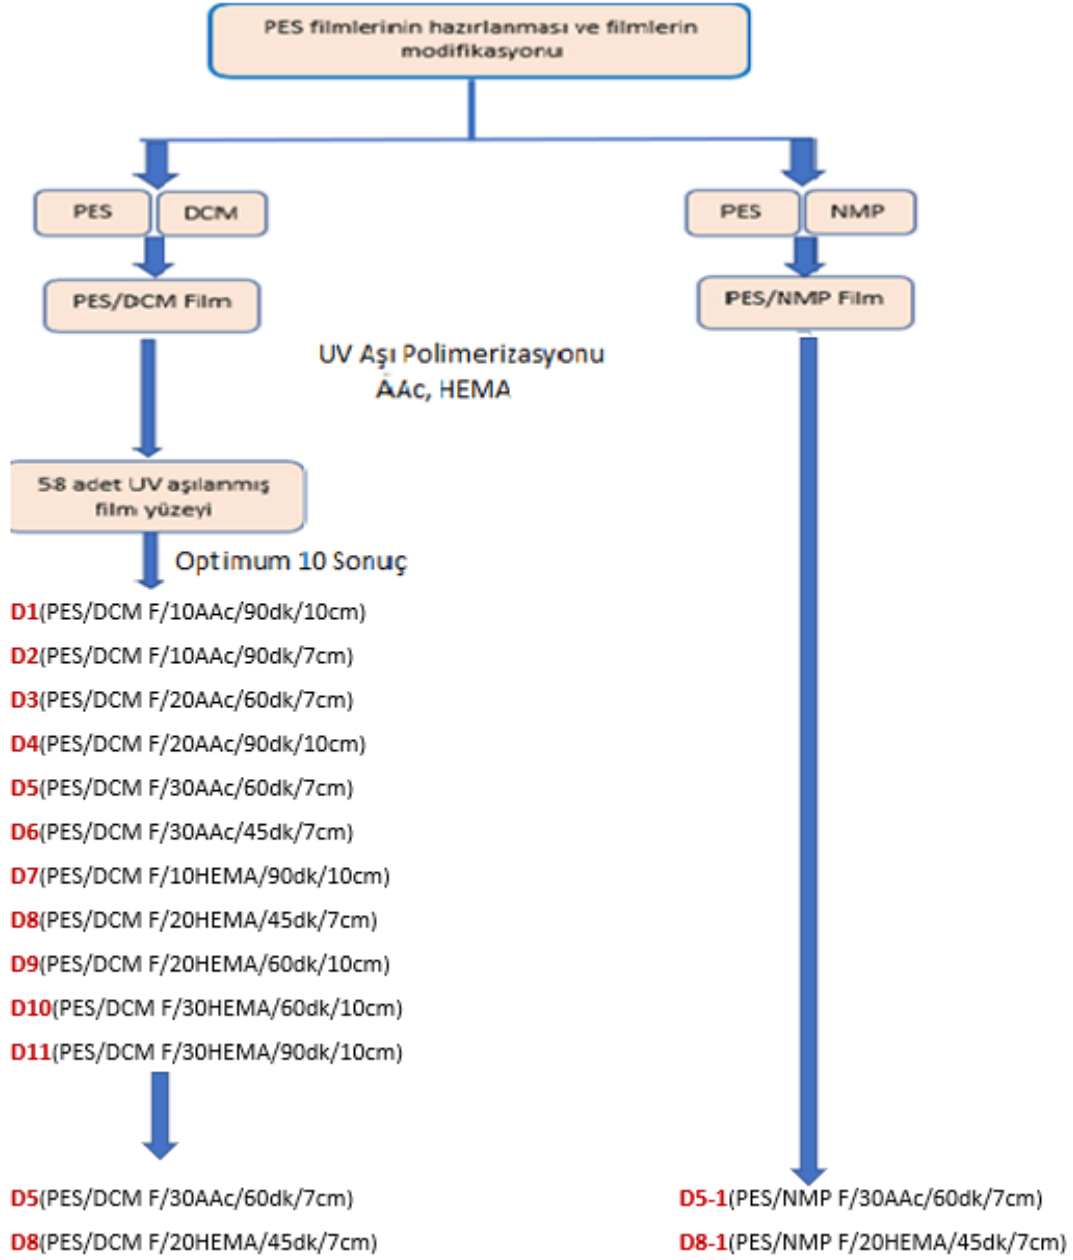 PES filmlerinin hazırlanması ve filmlerin
modifikasyonu
PES
DCM
PES
NMP
PES/DCM Film
PES/NMP Film
UV Aşı Polimerizasyonu
AAc, HEMA
58 adet UV aşılanmış
film yüzeyi
Optimum 10 Sonuç
D1(PES/DCM F/10AAc/90dk/10cm)
D2(PES/DCM F/10AAc/90dk/7cm)
D3(PES/DCM F/20AAc/60dk/7cm)
D4(PES/DCM F/20AAc/90dk/10cm)
D5(PES/DCM F/30AAc/60dk/7cm)
D6(PES/DCM F/30AAc/45dk/7cm)
D7(PES/DCM F/10HEMA/90dk/10cm)
D8(PES/DCM F/20HEMA/45dk/7cm)
D9(PES/DCM F/20HEMA/60dk/10cm)
D10(PES/DCM F/30HEMA/60dk/10cm)
D11(PES/DCM F/30HEMA/90dk/10cm)
D5(PES/DCM F/30AAc/60dk/7cm)
D8(PES/DCM F/20HEMA/45dk/7cm)
D5-1(PES/NMP F/30AAc/60dk/7cm)
D8-1(PES/NMP F/20HEMA/45dk/7cm)